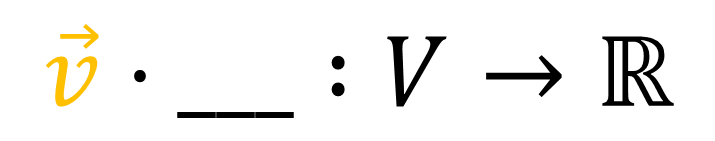 v⃗ · ___ : V → ℝ